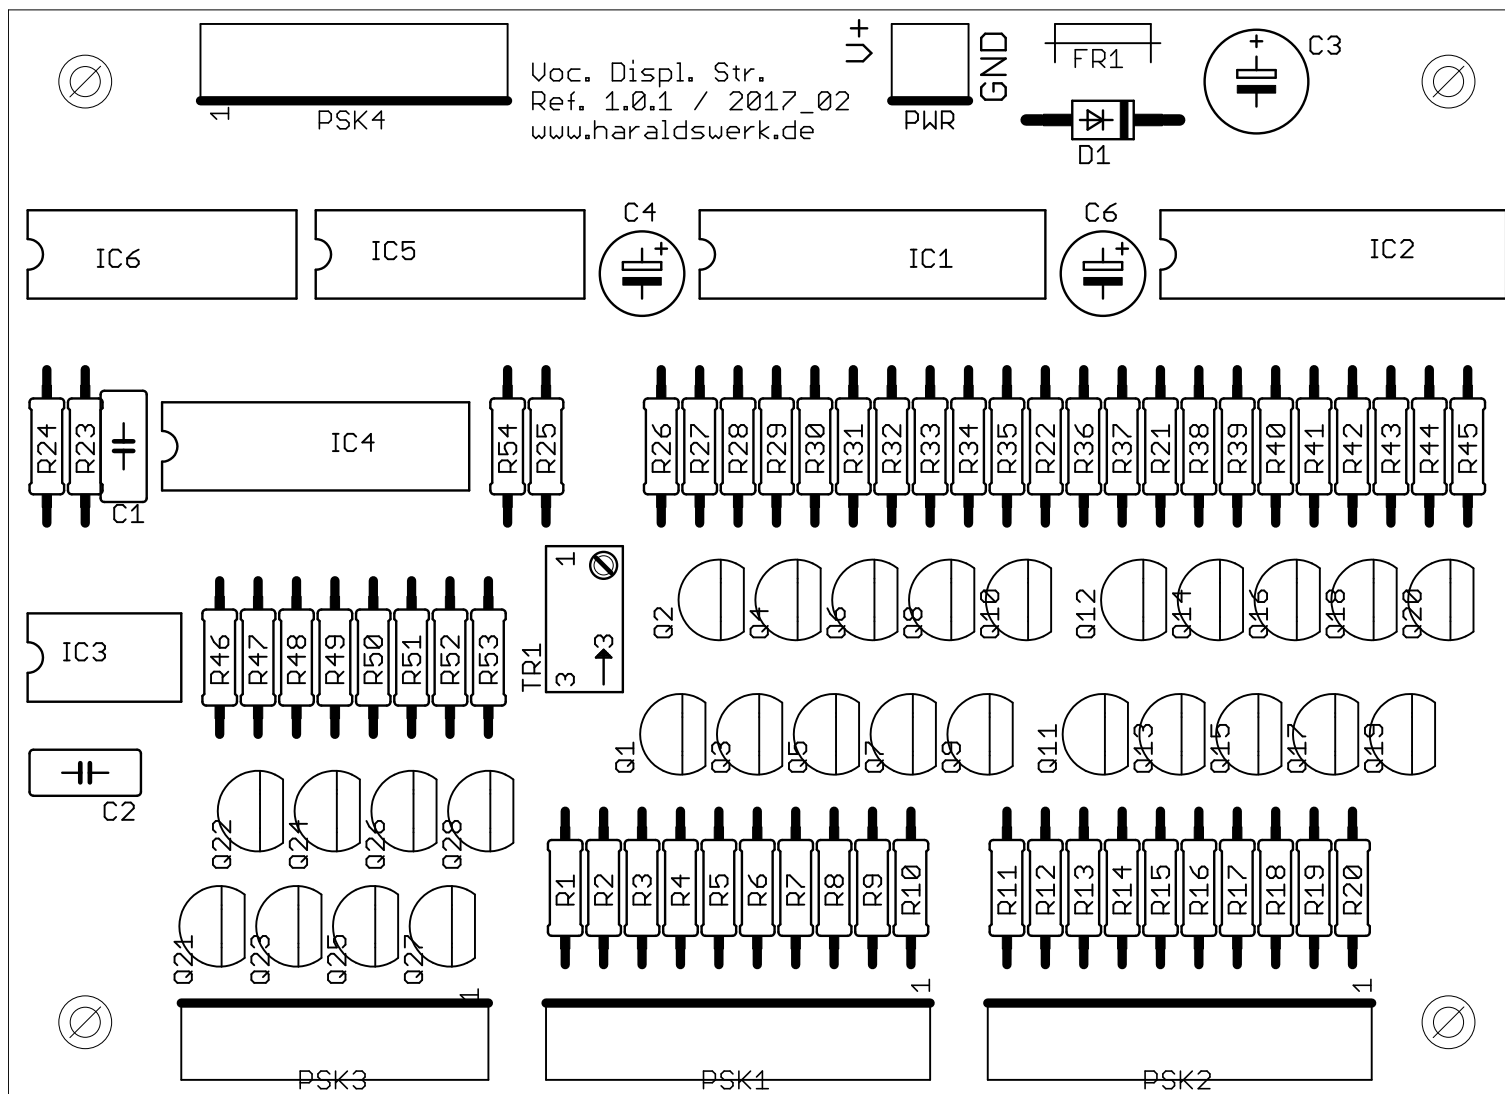 V+
GND
C3
FR1
Voc. Displ. Str.
Ref. 1.0.1 / 2017_02
www.haraldswerk.de
1
PSK4
PWR
D1
C4
C6
IC6
IC5
IC1
IC2
R24
R23
C1
IC4
R54
R25
R26
R27
R28
R29
R30
R31
R32
R33
R34
R35
R22
R36
R37
R21
R38
R39
R40
R41
R42
R43
R44
R45
IC3
R46
R47
R48
R49
R50
R51
R52
R53
TR1
1
3
3
Q2
Q4
Q6
Q8
Q10
Q12
Q14
Q16
Q18
Q20
Q1
Q3
Q5
Q7
Q9
Q11
Q13
Q15
Q17
Q19
C2
Q22
Q24
Q26
Q28
R1
R2
R3
R4
R5
R6
R7
R8
R9
R10
R11
R12
R13
R14
R15
R16
R17
R18
R19
R20
Q21
Q23
Q25
Q27
1
1
1
PSK3
PSK1
PSK2